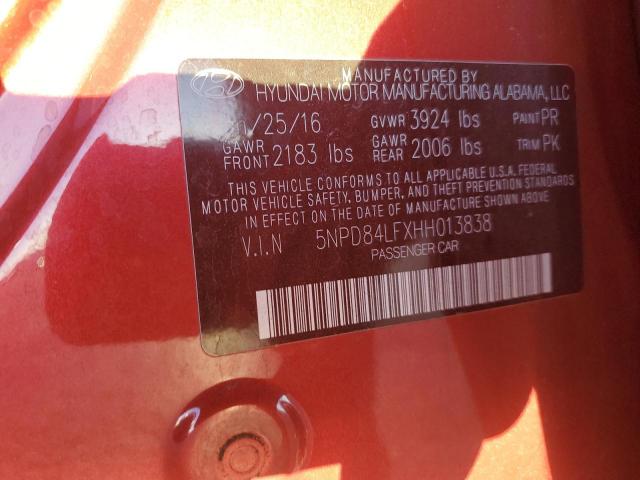 MANUFACTURED BY
HYUNDAI MOTOR MANUFACTURING ALABAMA, LLC
/25/16 GVWR 3924 lbs PAINT PR
GAWR FRONT 2183 lbs GAWR REAR 2006 lbs TRIM PK
THIS VEHICLE CONFORMS TO ALL APPLICABLE U.S.A. FEDERAL
MOTOR VEHICLE SAFETY, BUMPER, AND THEFT PREVENTION STANDARDS
IN EFFECT ON THE DATE OF MANUFACTURE SHOWN ABOVE
V.I.N 5NPD84LFXHH013838
PASSENGER CAR